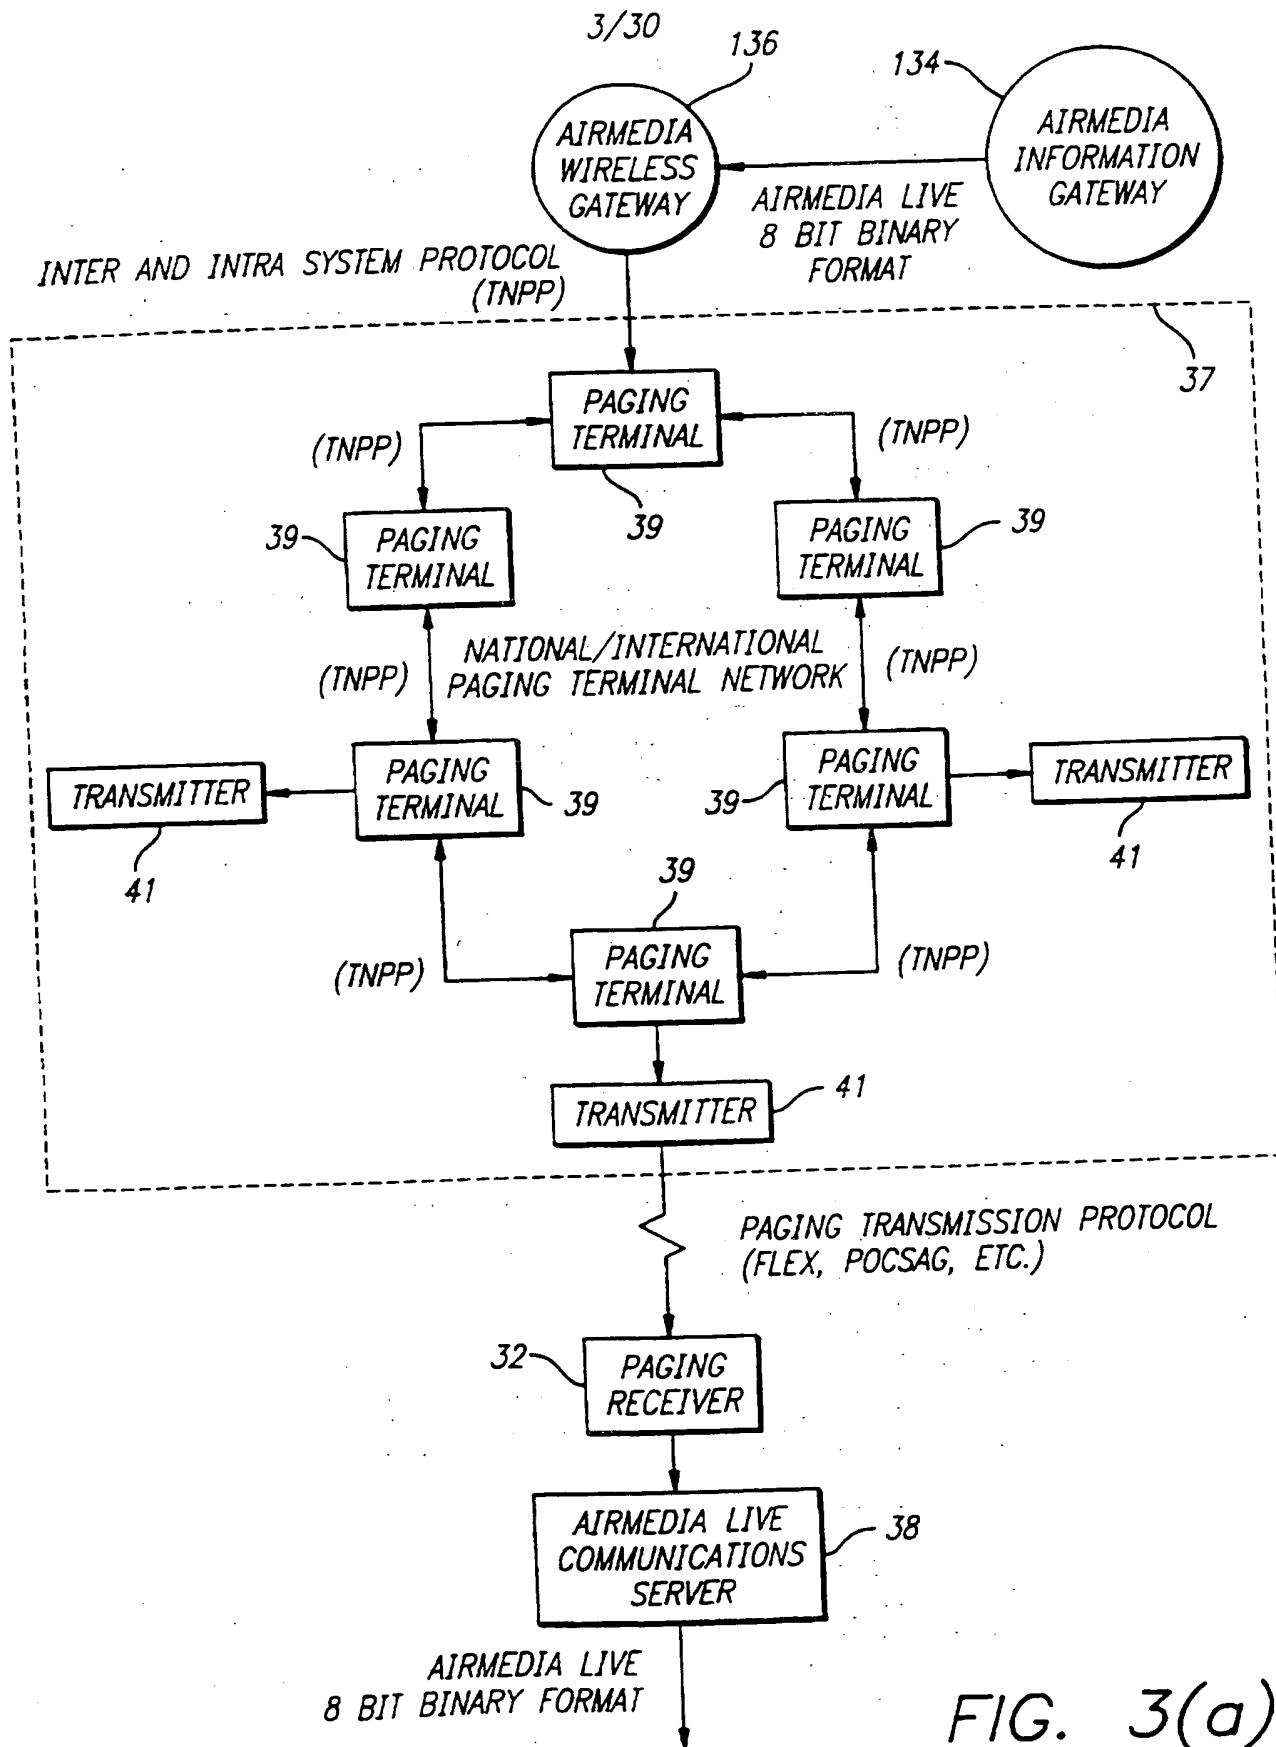 3/30
136
134
AIRMEDIA
WIRELESS
GATEWAY
AIRMEDIA
INFORMATION
GATEWAY
AIRMEDIA LIVE
8 BIT BINARY
FORMAT
INTER AND INTRA SYSTEM PROTOCOL
(TNPP)
37
PAGING
TERMINAL
39
(TNPP)
(TNPP)
39
PAGING
TERMINAL
PAGING
TERMINAL
39
(TNPP)
NATIONAL/INTERNATIONAL
PAGING TERMINAL NETWORK
(TNPP)
TRANSMITTER
41
PAGING
TERMINAL
39
39
PAGING
TERMINAL
TRANSMITTER
41
39
(TNPP)
PAGING
TERMINAL
(TNPP)
TRANSMITTER
41
PAGING TRANSMISSION PROTOCOL
(FLEX, POCSAG, ETC.)
32
PAGING
RECEIVER
AIRMEDIA LIVE
COMMUNICATIONS
SERVER
38
AIRMEDIA LIVE
8 BIT BINARY FORMAT
FIG. 3(a)